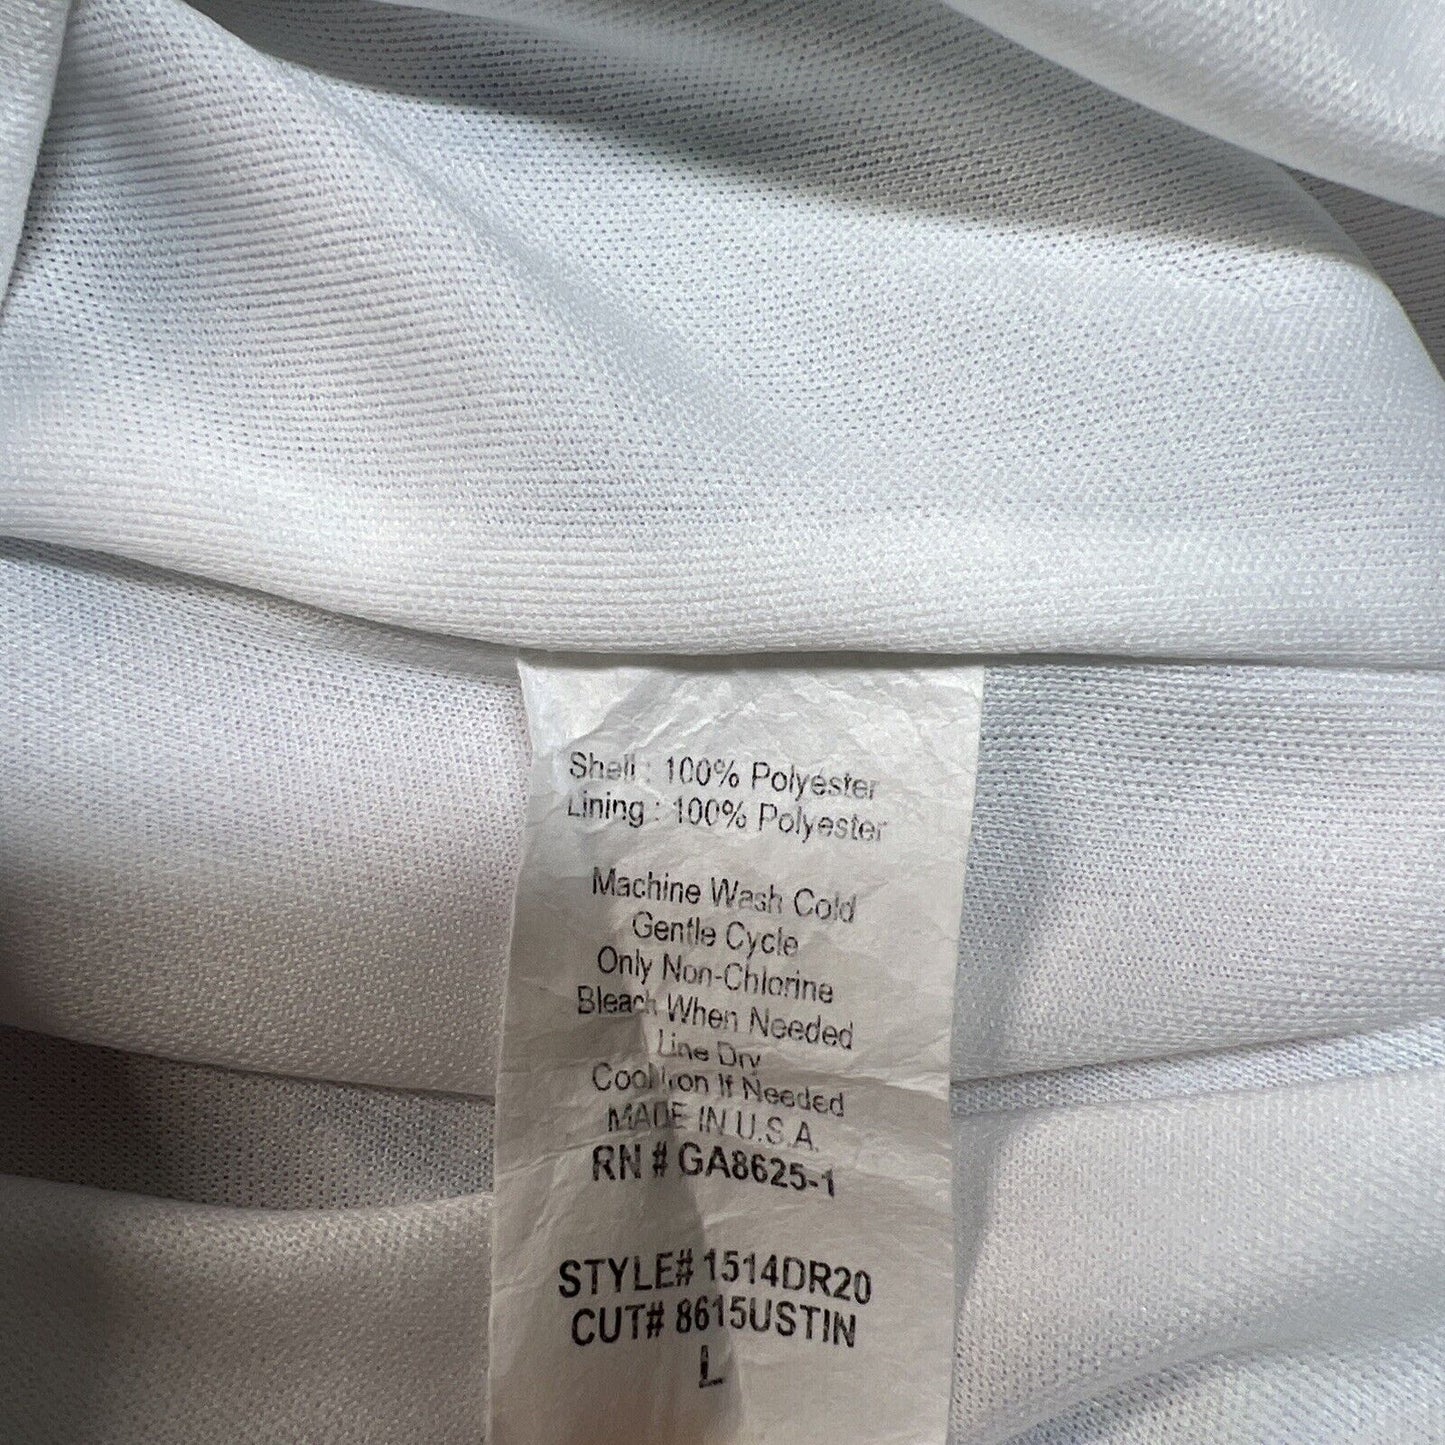 Shell : 100% Polyester
Lining : 100% Polyester
Machine Wash Cold
Gentle Cycle
Only Non-Chlorine
Bleach When Needed
Line Dry
Cool Iron If Needed
MADE IN U.S.A.
RN # GA8625-1
STYLE# 1514DR20
CUT# 8615USTIN
L